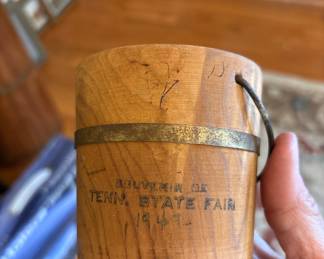 SOUVENIR OF
TENN. STATE FAIR